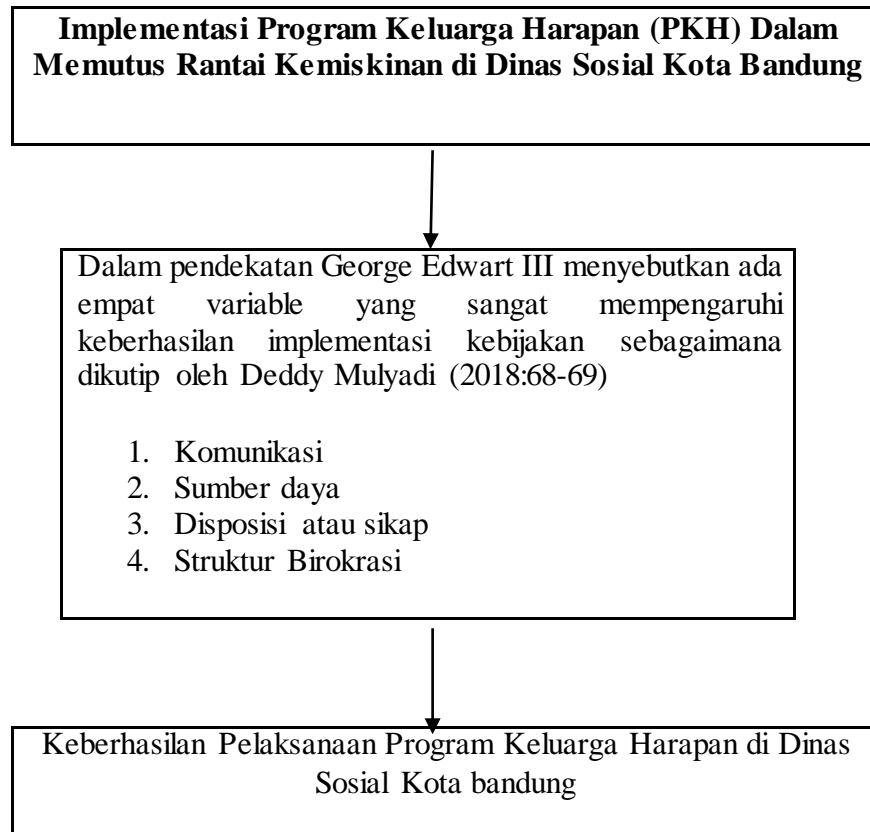 Implementasi Program Keluarga Harapan (PKH) Dalam
Memutus Rantai Kemiskinan di Dinas Sosial Kota Bandung
Dalam pendekatan George Edwart III menyebutkan ada
empat variable yang sangat mempengaruhi
keberhasilan implementasi kebijakan sebagaimana
dikutip oleh Deddy Mulyadi (2018:68-69)
1. Komunikasi
2. Sumber daya
3. Disposisi atau sikap
4. Struktur Birokrasi
Keberhasilan Pelaksanaan Program Keluarga Harapan di Dinas
Sosial Kota bandung